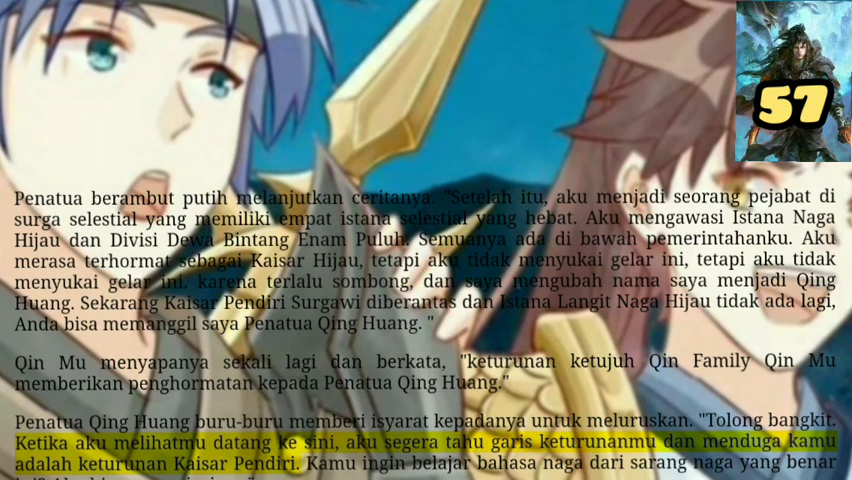 57
Penatua berambut putih melanjutkan ceritanya. "Setelah itu, aku menjadi seorang pejabat di
surga selestial yang memiliki empat istana selestial yang hebat. Aku mengawasi Istana Naga
Hijau dan Divisi Dewa Bintang Enam Puluh. Semuanya ada di bawah pemerintahanku. Aku
merasa terhormat sebagai Kaisar Hijau, tetapi aku tidak menyukai gelar ini, tetapi aku tidak
menyukai gelar ini. karena terlalu sombong, dan saya mengubah nama saya menjadi Qing
Huang. Sekarang Kaisar Pendiri Surgawi diberantas dan Istana Langit Naga Hijau tidak ada lagi,
Anda bisa memanggil saya Penatua Qing Huang. "
Qin Mu menyapanya sekali lagi dan berkata, "keturunan ketujuh Qin Family Qin Mu
memberikan penghormatan kepada Penatua Qing Huang."
Penatua Qing Huang buru-buru memberi isyarat kepadanya untuk meluruskan. "Tolong bangkit.
Ketika aku melihatmu datang ke sini, aku segera tahu garis keturunanmu dan menduga kamu
adalah keturunan Kaisar Pendiri. Kamu ingin belajar bahasa naga dari sarang naga yang benar